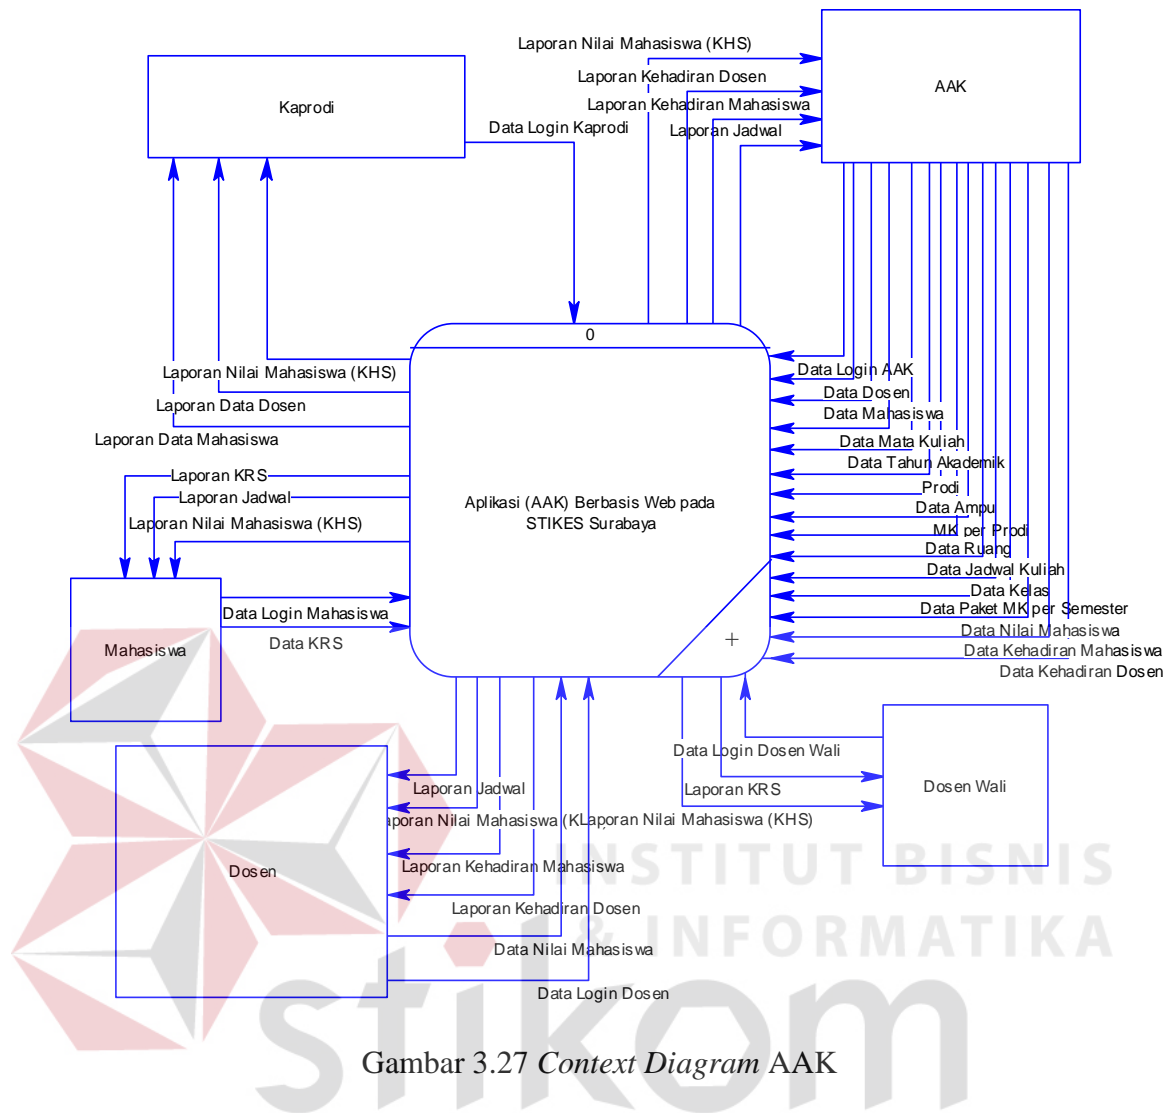 Laporan Nilai Mahasiswa (KHS)
Laporan Kehadiran Dosen
Laporan Kehadiran Mahasiswa
Laporan Jadwal
AAK
Kaprodi
Data Login Kaprodi
0
Aplikasi (AAK) Berbasis Web pada
STIKES Surabaya
+
Laporan Nilai Mahasiswa (KHS)
Laporan Data Dosen
Laporan Data Mahasiswa
Laporan KRS
Laporan Jadwal
Laporan Nilai Mahasiswa (KHS)
Data Login Mahasiswa
Data KRS
Mahasiswa
Data Login AAK
Data Dosen
Data Mahasiswa
Data Mata Kuliah
Data Tahun Akademik
Prodi
Data Ampu
MK per Prodi
Data Ruang
Data Jadwal Kuliah
Data Kelas
Data Paket MK per Semester
Data Nilai Mahasiswa
Data Kehadiran Mahasiswa
Data Kehadiran Dosen
Data Login Dosen Wali
Laporan KRS
Laporan Nilai Mahasiswa (KHS)
Dosen Wali
Laporan Jadwal
aporan Nilai Mahasiswa (K
Laporan Kehadiran Mahasiswa
Laporan Kehadiran Dosen
Data Nilai Mahasiswa
Data Login Dosen
Dosen
INSTITUT BISNIS
& INFORMATIKA
stikom
Gambar 3.27 Context Diagram AAK